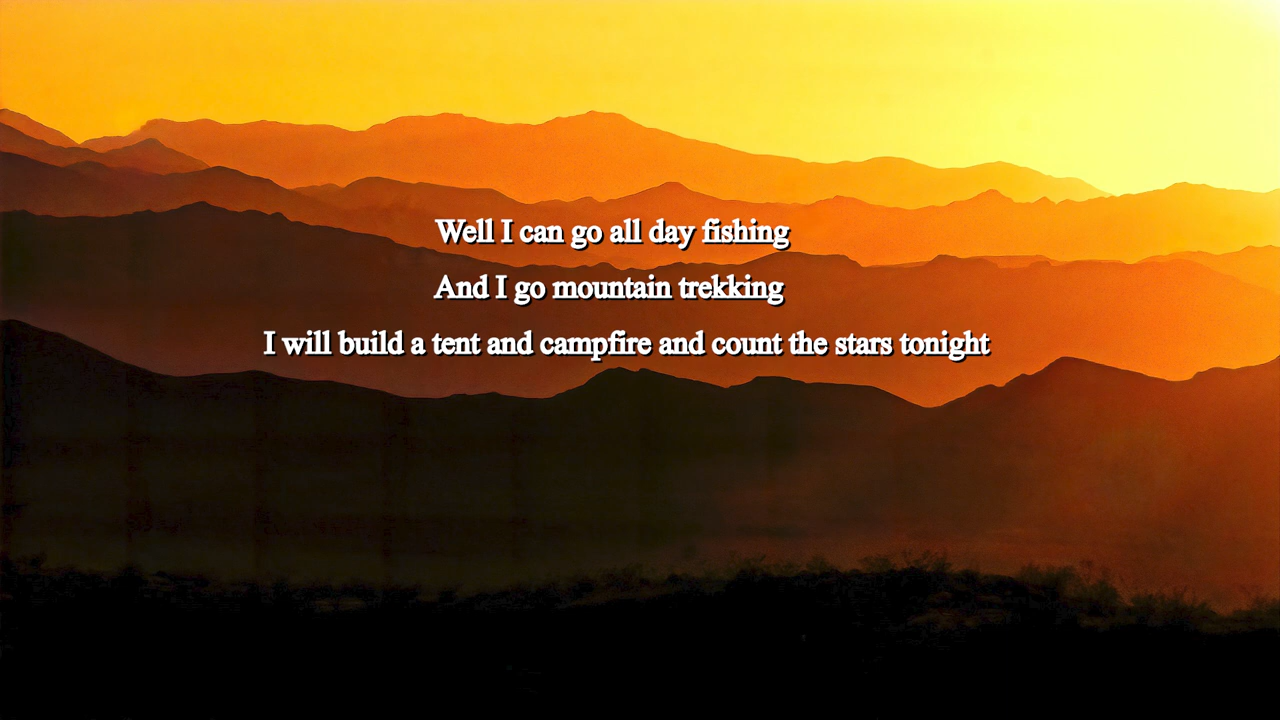 Well I can go all day fishing
And I go mountain trekking
I will build a tent and campfire and count the stars tonight